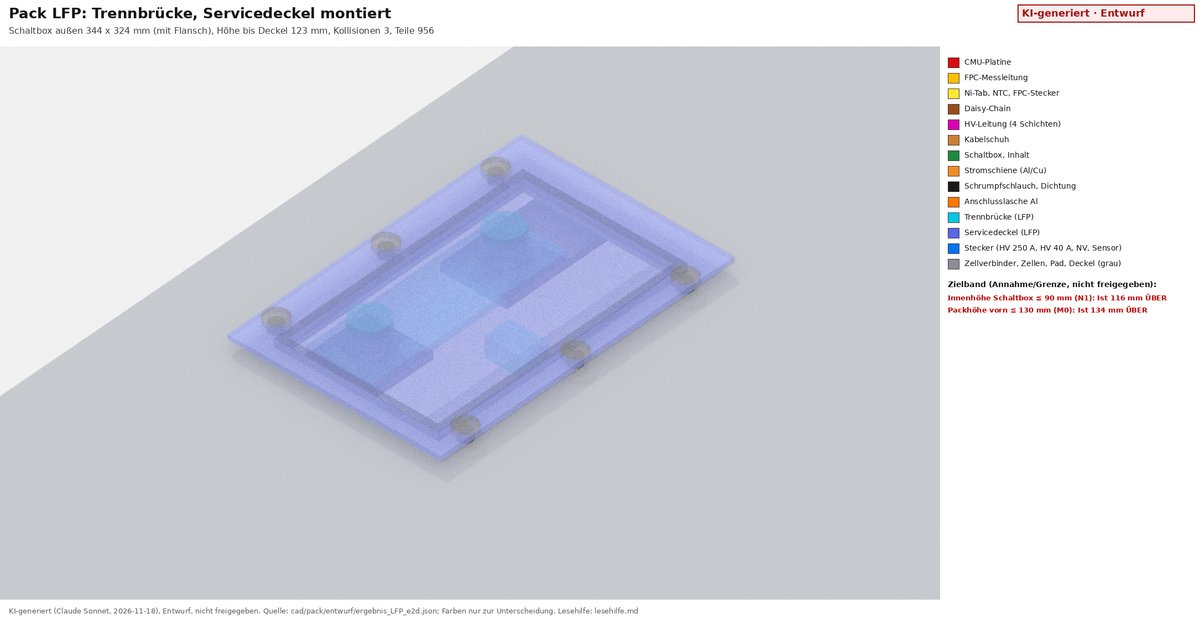 Pack LFP: Trennbrücke, Servicedeckel montiert
KI-generiert · Entwurf
Schaltbox außen 344 x 324 mm (mit Flansch), Höhe bis Deckel 123 mm, Kollisionen 3, Teile 956
CMU-Platine
FPC-Messleitung
Ni-Tab, NTC, FPC-Stecker
Daisy-Chain
HV-Leitung (4 Schichten)
Kabelschuh
Schaltbox, Inhalt
Stromschiene (Al/Cu)
Schrumpfschlauch, Dichtung
Anschlusslasche Al
Trennbrücke (LFP)
Servicedeckel (LFP)
Stecker (HV 250 A, HV 40 A, NV, Sensor)
Zellverbinder, Zellen, Pad, Deckel (grau)
Zielband (Annahme/Grenze, nicht freigegeben):
Innenhöhe Schaltbox ≤ 90 mm (N1): Ist 116 mm ÜBER
Packhöhe vorn ≤ 130 mm (M0): Ist 134 mm ÜBER
KI-generiert (Claude Sonnet, 2026-11-18), Entwurf, nicht freigegeben. Quelle: cad/pack/entwurf/ergebnis_LFP_e2d.json; Farben nur zur Unterscheidung. Lesehilfe: lesehilfe.md